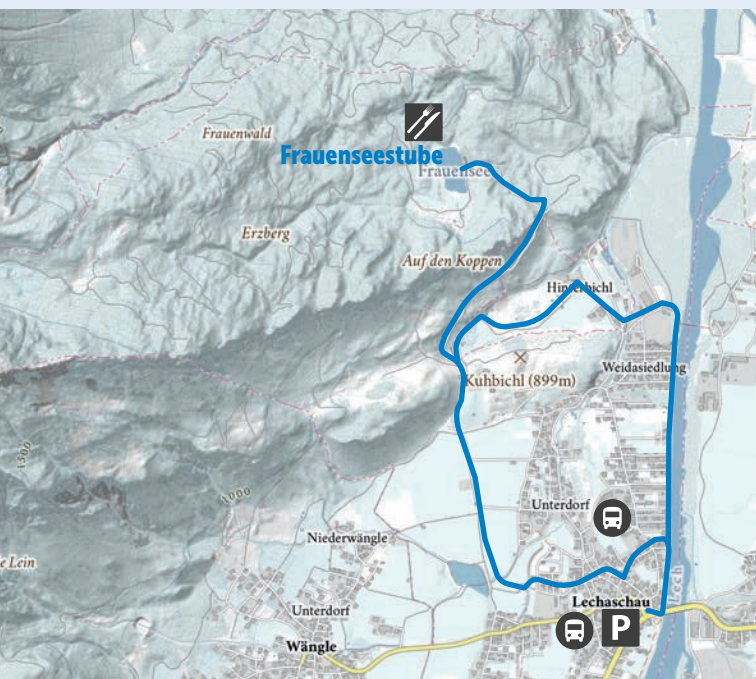 Frauenwald
Frauenseestube
Frauensee
Erzberg
Auf den Koppen
Hinterbichl
Weidasiedlung
Kuhbichl (899m)
1500
1000
Unterdorf
Niederwängle
e Lein
Lech
Lechaschau
Unterdorf
P
Wängle